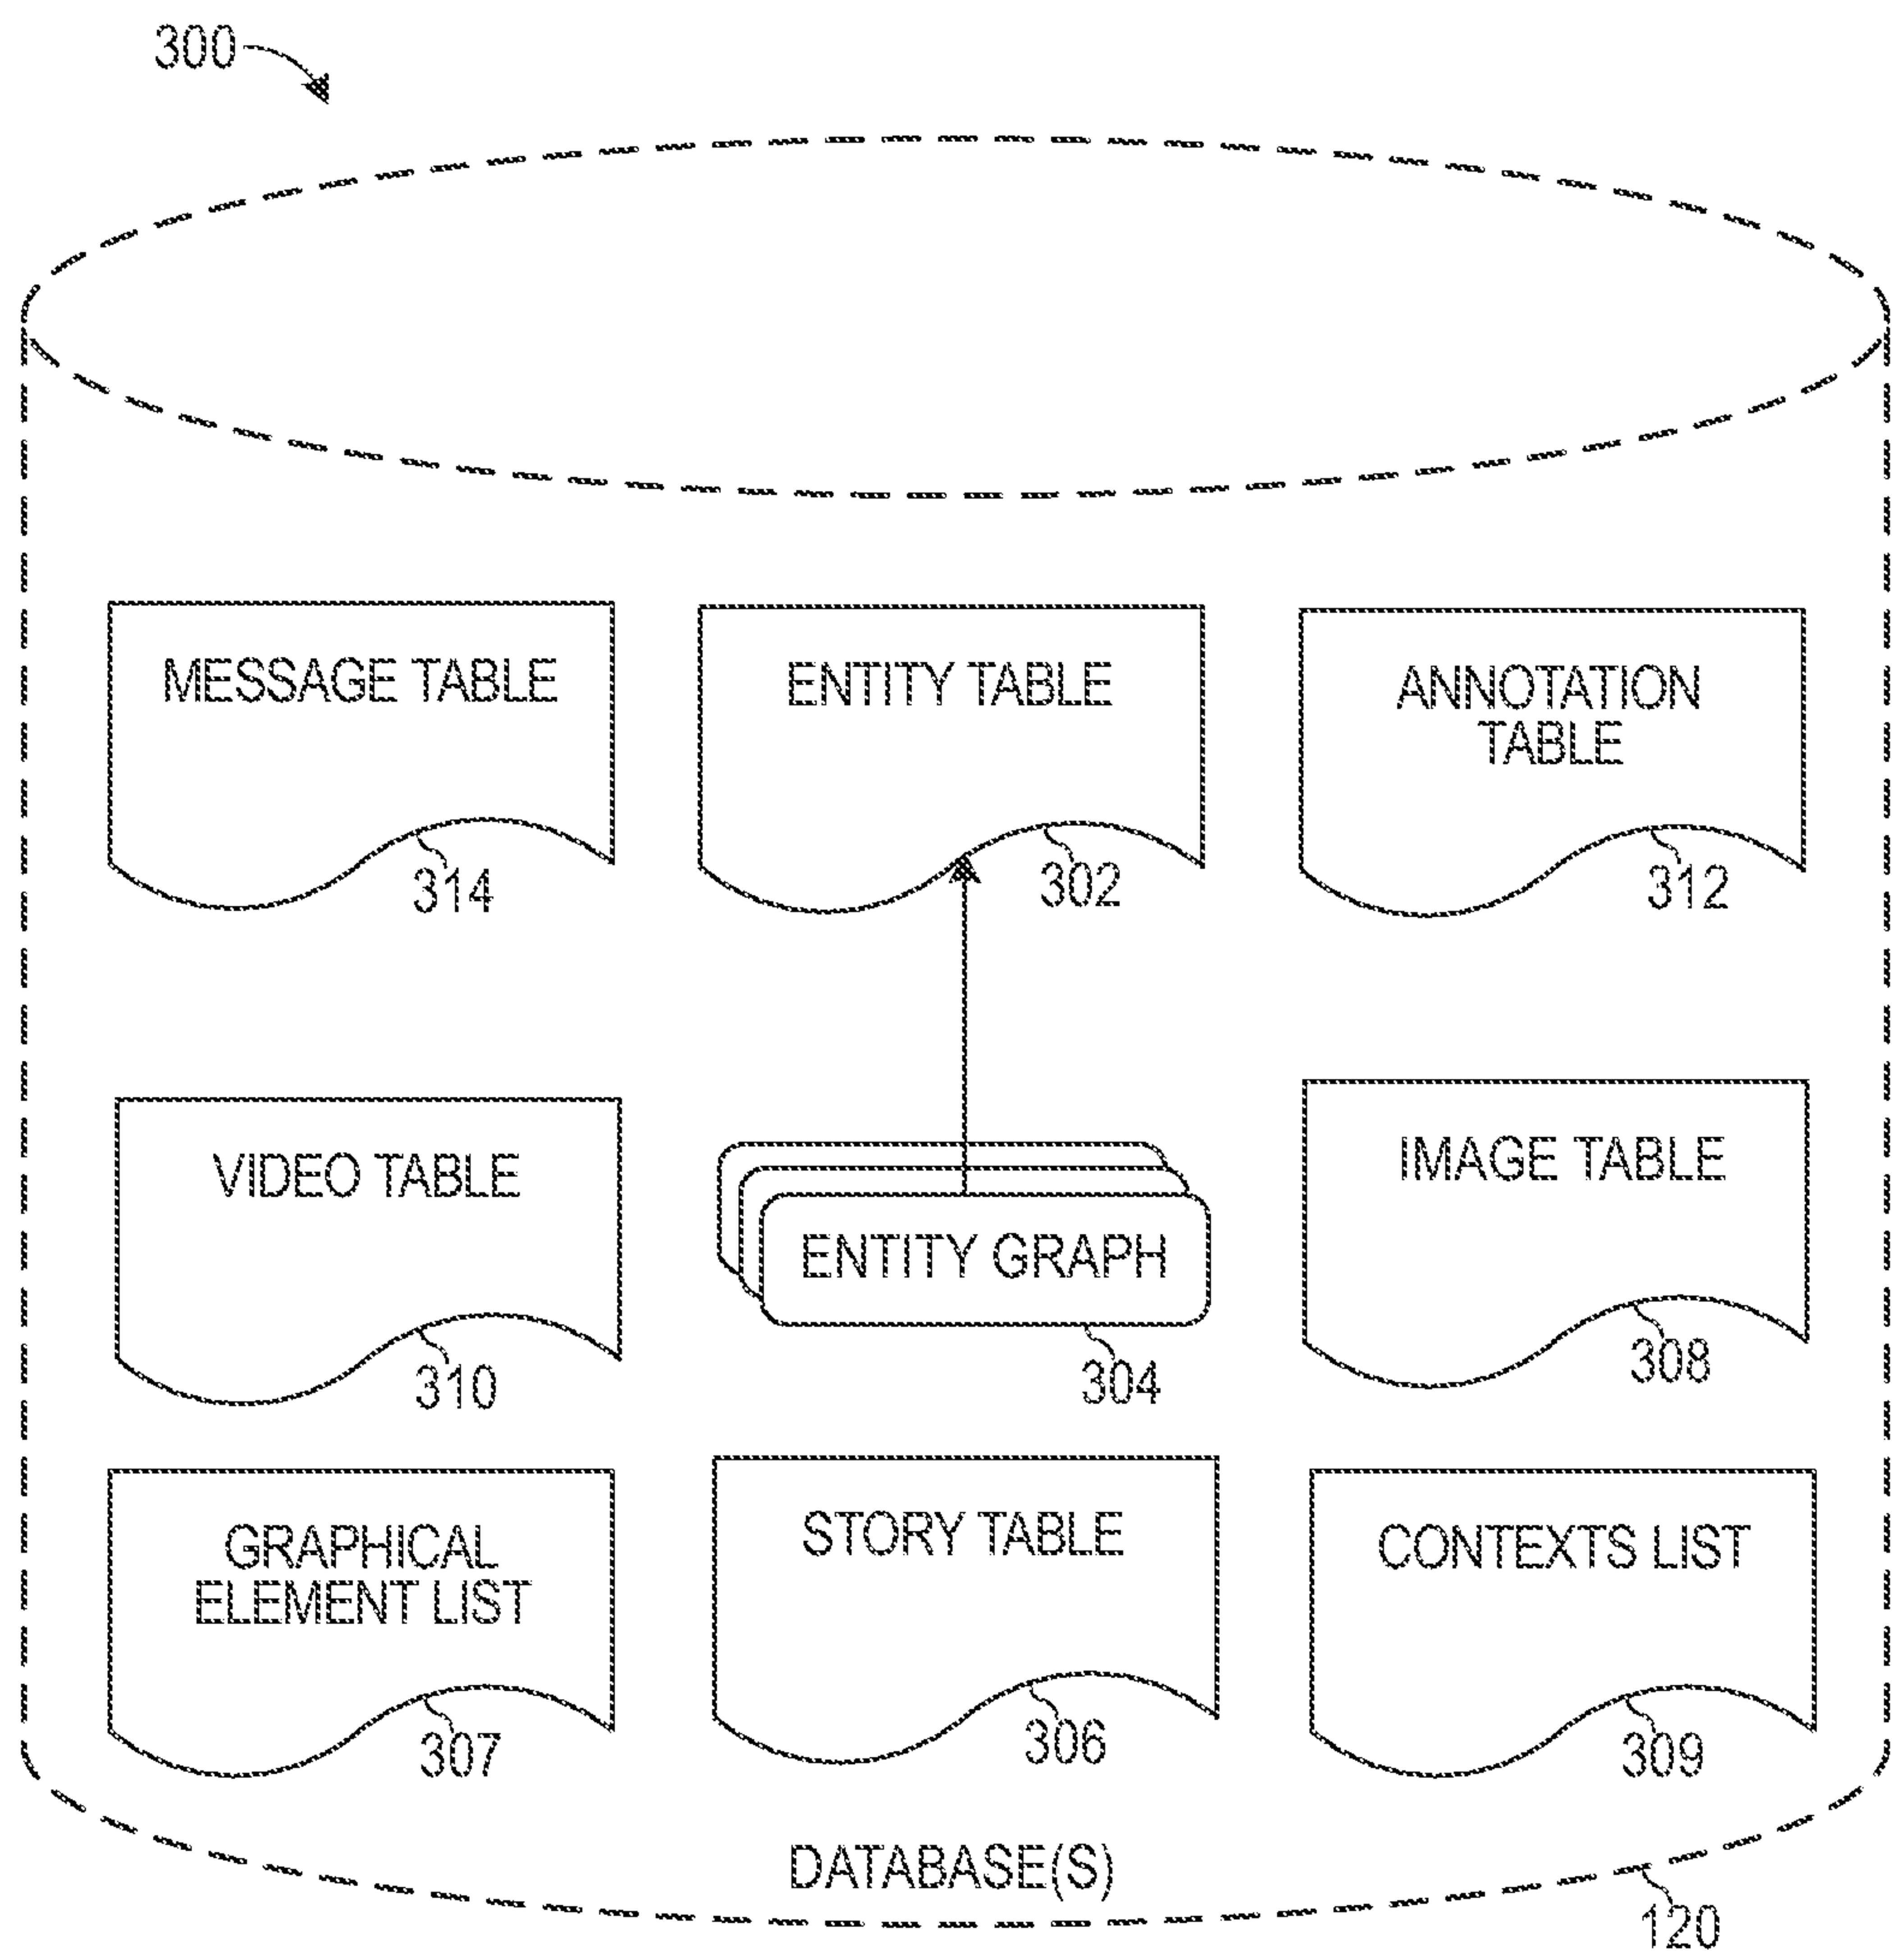 300
MESSAGE TABLE
314
ENTITY TABLE
302
ANNOTATION
TABLE
312
VIDEO TABLE
310
ENTITY GRAPH
304
IMAGE TABLE
308
GRAPHICAL
ELEMENT LIST
307
STORY TABLE
306
CONTEXTS LIST
309
DATABASE(S)
120